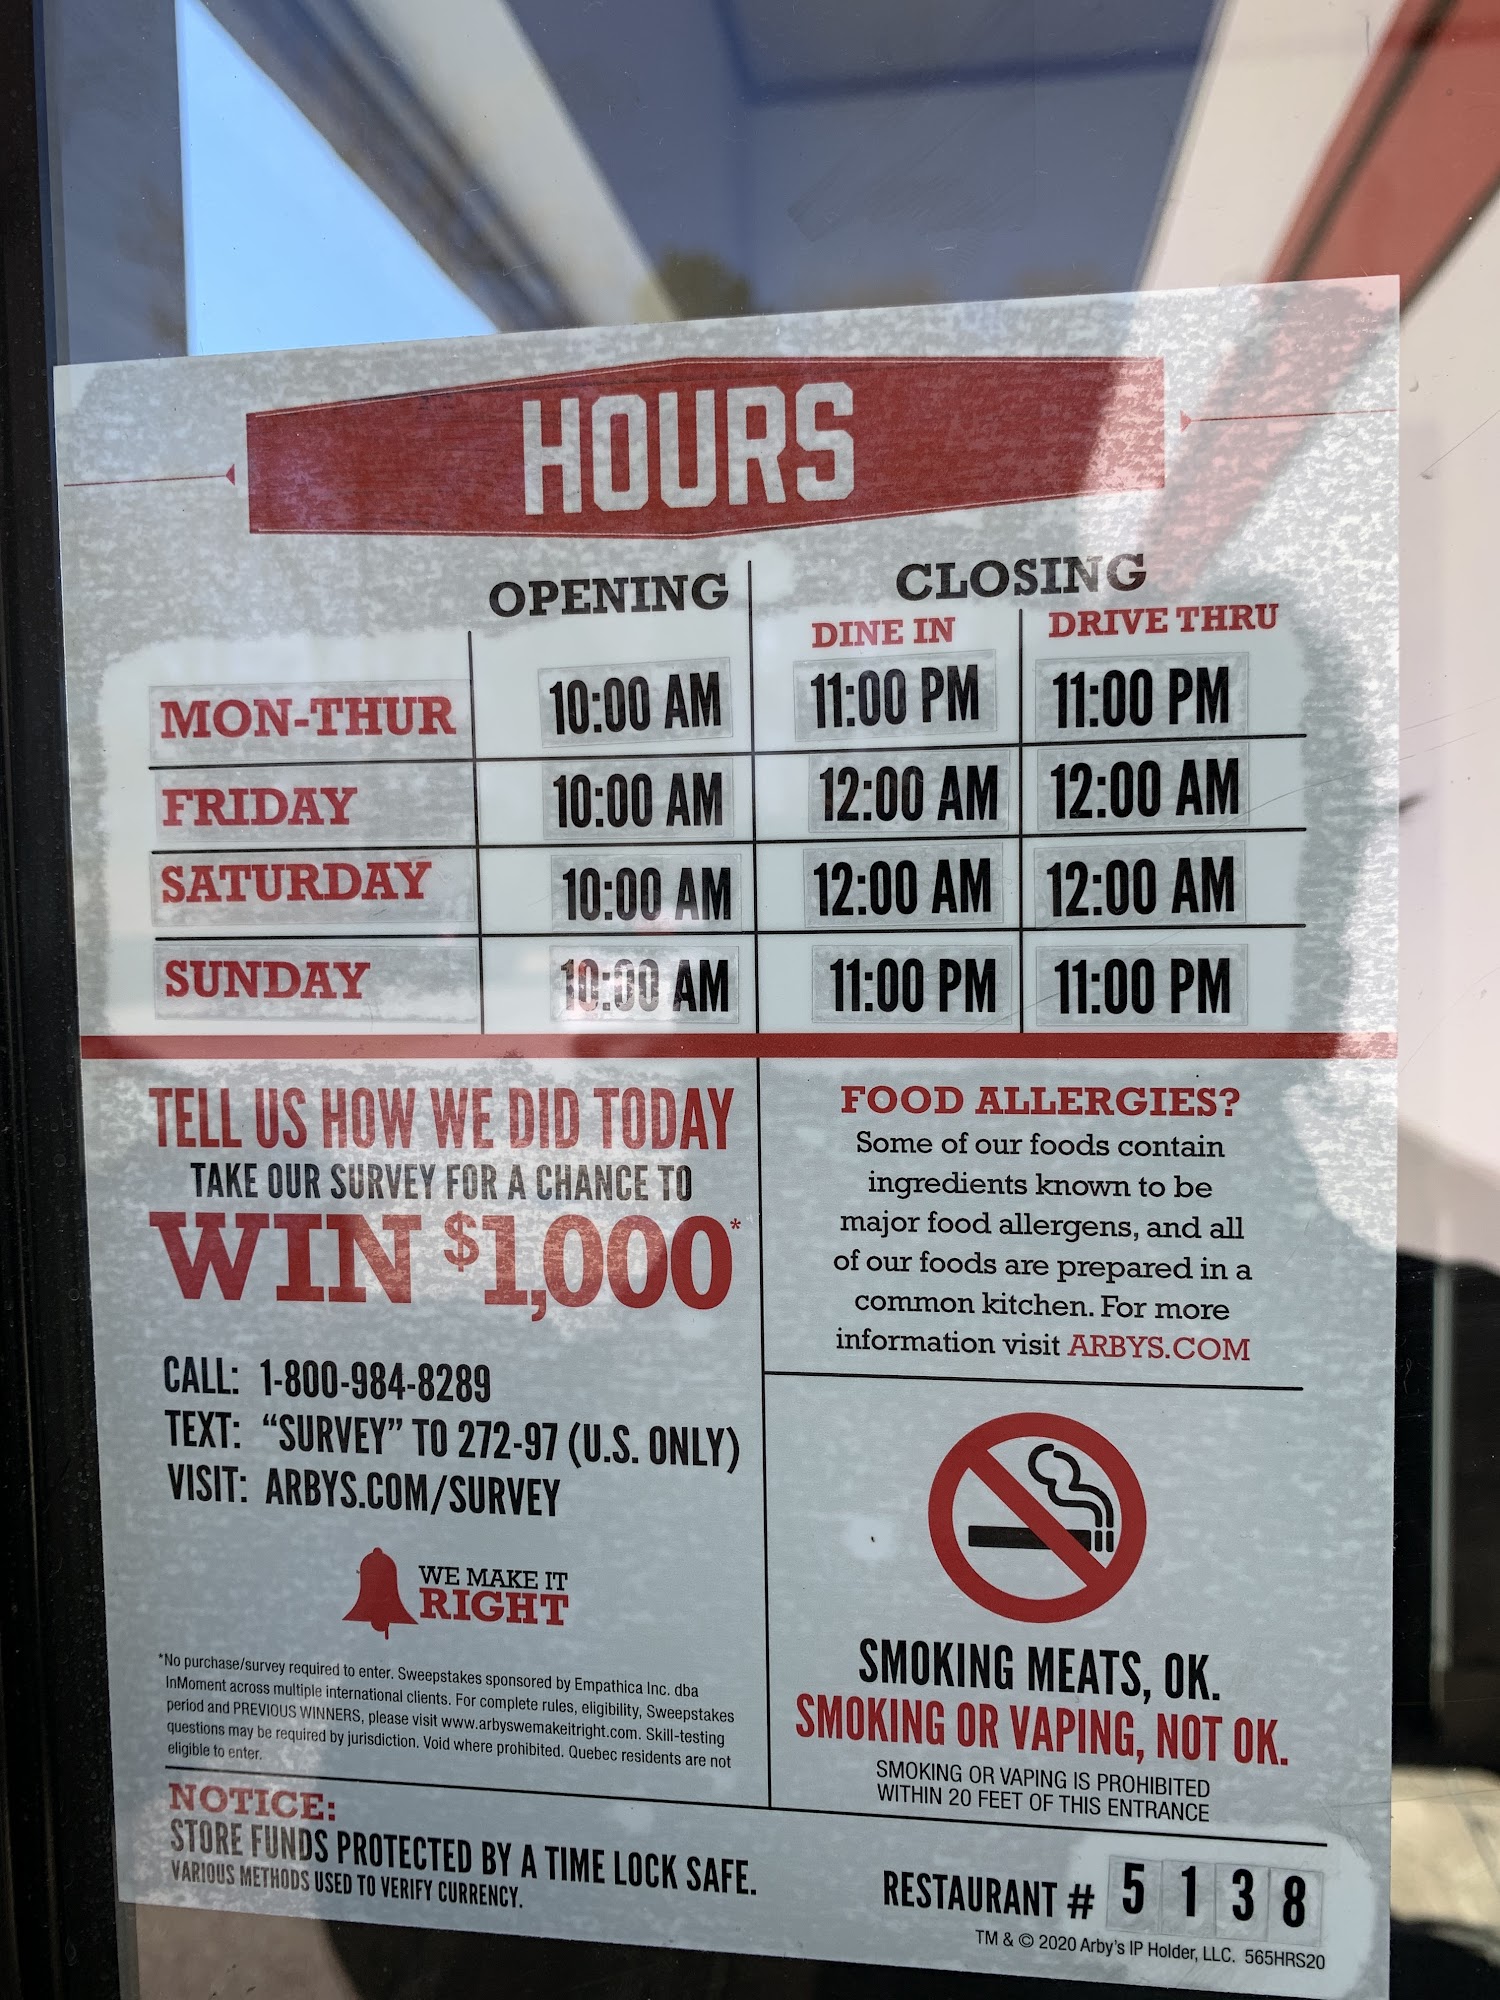 HOURS
OPENING
CLOSING
DINE IN DRIVE THRU
MON-THUR 10:00 AM 11:00 PM 11:00 PM
FRIDAY 10:00 AM 12:00 AM 12:00 AM
SATURDAY 10:00 AM 12:00 AM 12:00 AM
SUNDAY 10:00 AM 11:00 PM 11:00 PM
TELL US HOW WE DID TODAY
TAKE OUR SURVEY FOR A CHANCE TO
WIN $1,000*
CALL: 1-800-984-8289
TEXT: “SURVEY” TO 272-97 (U.S. ONLY)
VISIT: ARBYS.COM/SURVEY
WE MAKE IT
RIGHT
*No purchase/survey required to enter. Sweepstakes sponsored by Empathica Inc. dba
InMoment across multiple international clients. For complete rules, eligibility, Sweepstakes
period and PREVIOUS WINNERS, please visit www.arbyswemakeitright.com. Skill-testing
questions may be required by jurisdiction. Void where prohibited. Quebec residents are not
eligible to enter.
FOOD ALLERGIES?
Some of our foods contain
ingredients known to be
major food allergens, and all
of our foods are prepared in a
common kitchen. For more
information visit ARBYS.COM
SMOKING MEATS, OK.
SMOKING OR VAPING, NOT OK.
SMOKING OR VAPING IS PROHIBITED
WITHIN 20 FEET OF THIS ENTRANCE
NOTICE:
STORE FUNDS PROTECTED BY A TIME LOCK SAFE.
VARIOUS METHODS USED TO VERIFY CURRENCY.
RESTAURANT # 5 1 3 8
TM & © 2020 Arby's IP Holder, LLC. 565HRS20